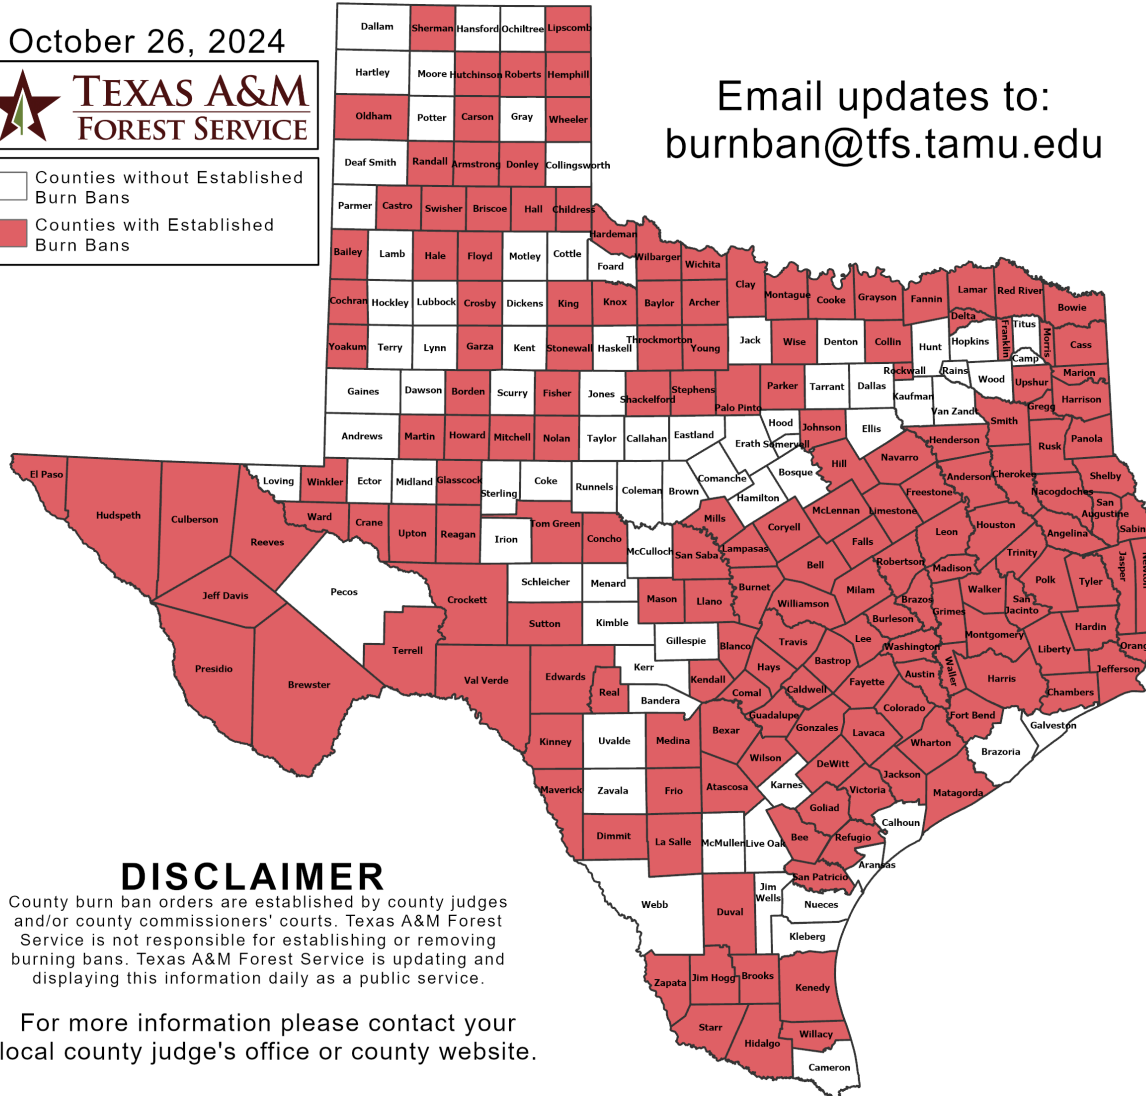 October 26, 2024
TEXAS A&M
FOREST SERVICE
Counties without Established
Burn Bans
Counties with Established
Burn Bans
Email updates to:
burnban@tfs.tamu.edu
Dallam
Sherman
Hansford
Ochiltree
Lipscomb
Hartley
Moore
Hutchinson
Roberts
Hemphill
Oldham
Potter
Carson
Gray
Wheeler
Deaf Smith
Randall
Armstrong
Donley
Collingsworth
Parmer
Castro
Swisher
Briscoe
Hall
Childress
Hardeman
Bailey
Lamb
Hale
Floyd
Motley
Cottle
Foard
Wilbarger
Wichita
Clay
Montague
Cooke
Grayson
Fannin
Lamar
Red River
Bowie
Cochran
Hockley
Lubbock
Crosby
Dickens
King
Knox
Baylor
Archer
Delta
Franklin
Titus
Morris
Cass
Yoakum
Terry
Lynn
Garza
Kent
Stonewall
Haskell
Throckmorton
Young
Jack
Wise
Denton
Collin
Hunt
Hopkins
Camp
Marion
Gaines
Dawson
Borden
Scurry
Fisher
Jones
Shackelford
Stephens
Palo Pinto
Parker
Tarrant
Dallas
Rockwall
Kaufman
Rains
Van Zandt
Wood
Upshur
Gregg
Harrison
Andrews
Martin
Howard
Mitchell
Nolan
Taylor
Callahan
Eastland
Erath
Hood
Somervell
Johnson
Ellis
Henderson
Smith
Rusk
Panola
El Paso
Hudspeth
Culberson
Reeves
Loving
Winkler
Ector
Midland
Glasscock
Sterling
Coke
Runnels
Coleman
Brown
Comanche
Hamilton
Bosque
Hill
Navarro
Freestone
Anderson
Cherokee
Nacogdoches
Shelby
San
Augustine
Sabin
Ward
Crane
Upton
Reagan
Irion
Tom Green
Concho
McCulloch
San Saba
Mills
Lampasas
Coryell
McLennan
Limestone
Falls
Leon
Houston
Angelina
Trinity
Jeff Davis
Pecos
Crockett
Schleicher
Menard
Mason
Llano
Burnet
Bell
Williamson
Milam
Robertson
Brazos
Madison
Grimes
Walker
San
Jacinto
Polk
Tyler
Jasper
Newton
Presidio
Brewster
Terrell
Val Verde
Sutton
Kimble
Gillespie
Blanco
Travis
Lee
Burleson
Washington
Montgomery
Liberty
Hardin
Orang
Edwards
Real
Kerr
Bandera
Kendall
Comal
Hays
Caldwell
Bastrop
Fayette
Austin
Waller
Harris
Chambers
Jefferson
Kinney
Uvalde
Medina
Bexar
Guadalupe
Gonzales
Lavaca
Colorado
Wharton
Fort Bend
Brazoria
Galveston
Maverick
Zavala
Frio
Atascosa
Wilson
Karnes
DeWitt
Victoria
Jackson
Matagorda
Dimmit
La Salle
McMullen
Live Oak
Bee
Goliad
Refugio
Calhoun
Aransas
San Patricio
Webb
Duval
Jim
Wells
Nueces
Kleberg
Zapata
Jim Hogg
Brooks
Kenedy
Starr
Hidalgo
Willacy
Cameron
DISCLAIMER
County burn ban orders are established by county judges
and/or county commissioners' courts. Texas A&M Forest
Service is not responsible for establishing or removing
burning bans. Texas A&M Forest Service is updating and
displaying this information daily as a public service.
For more information please contact your
local county judge's office or county website.